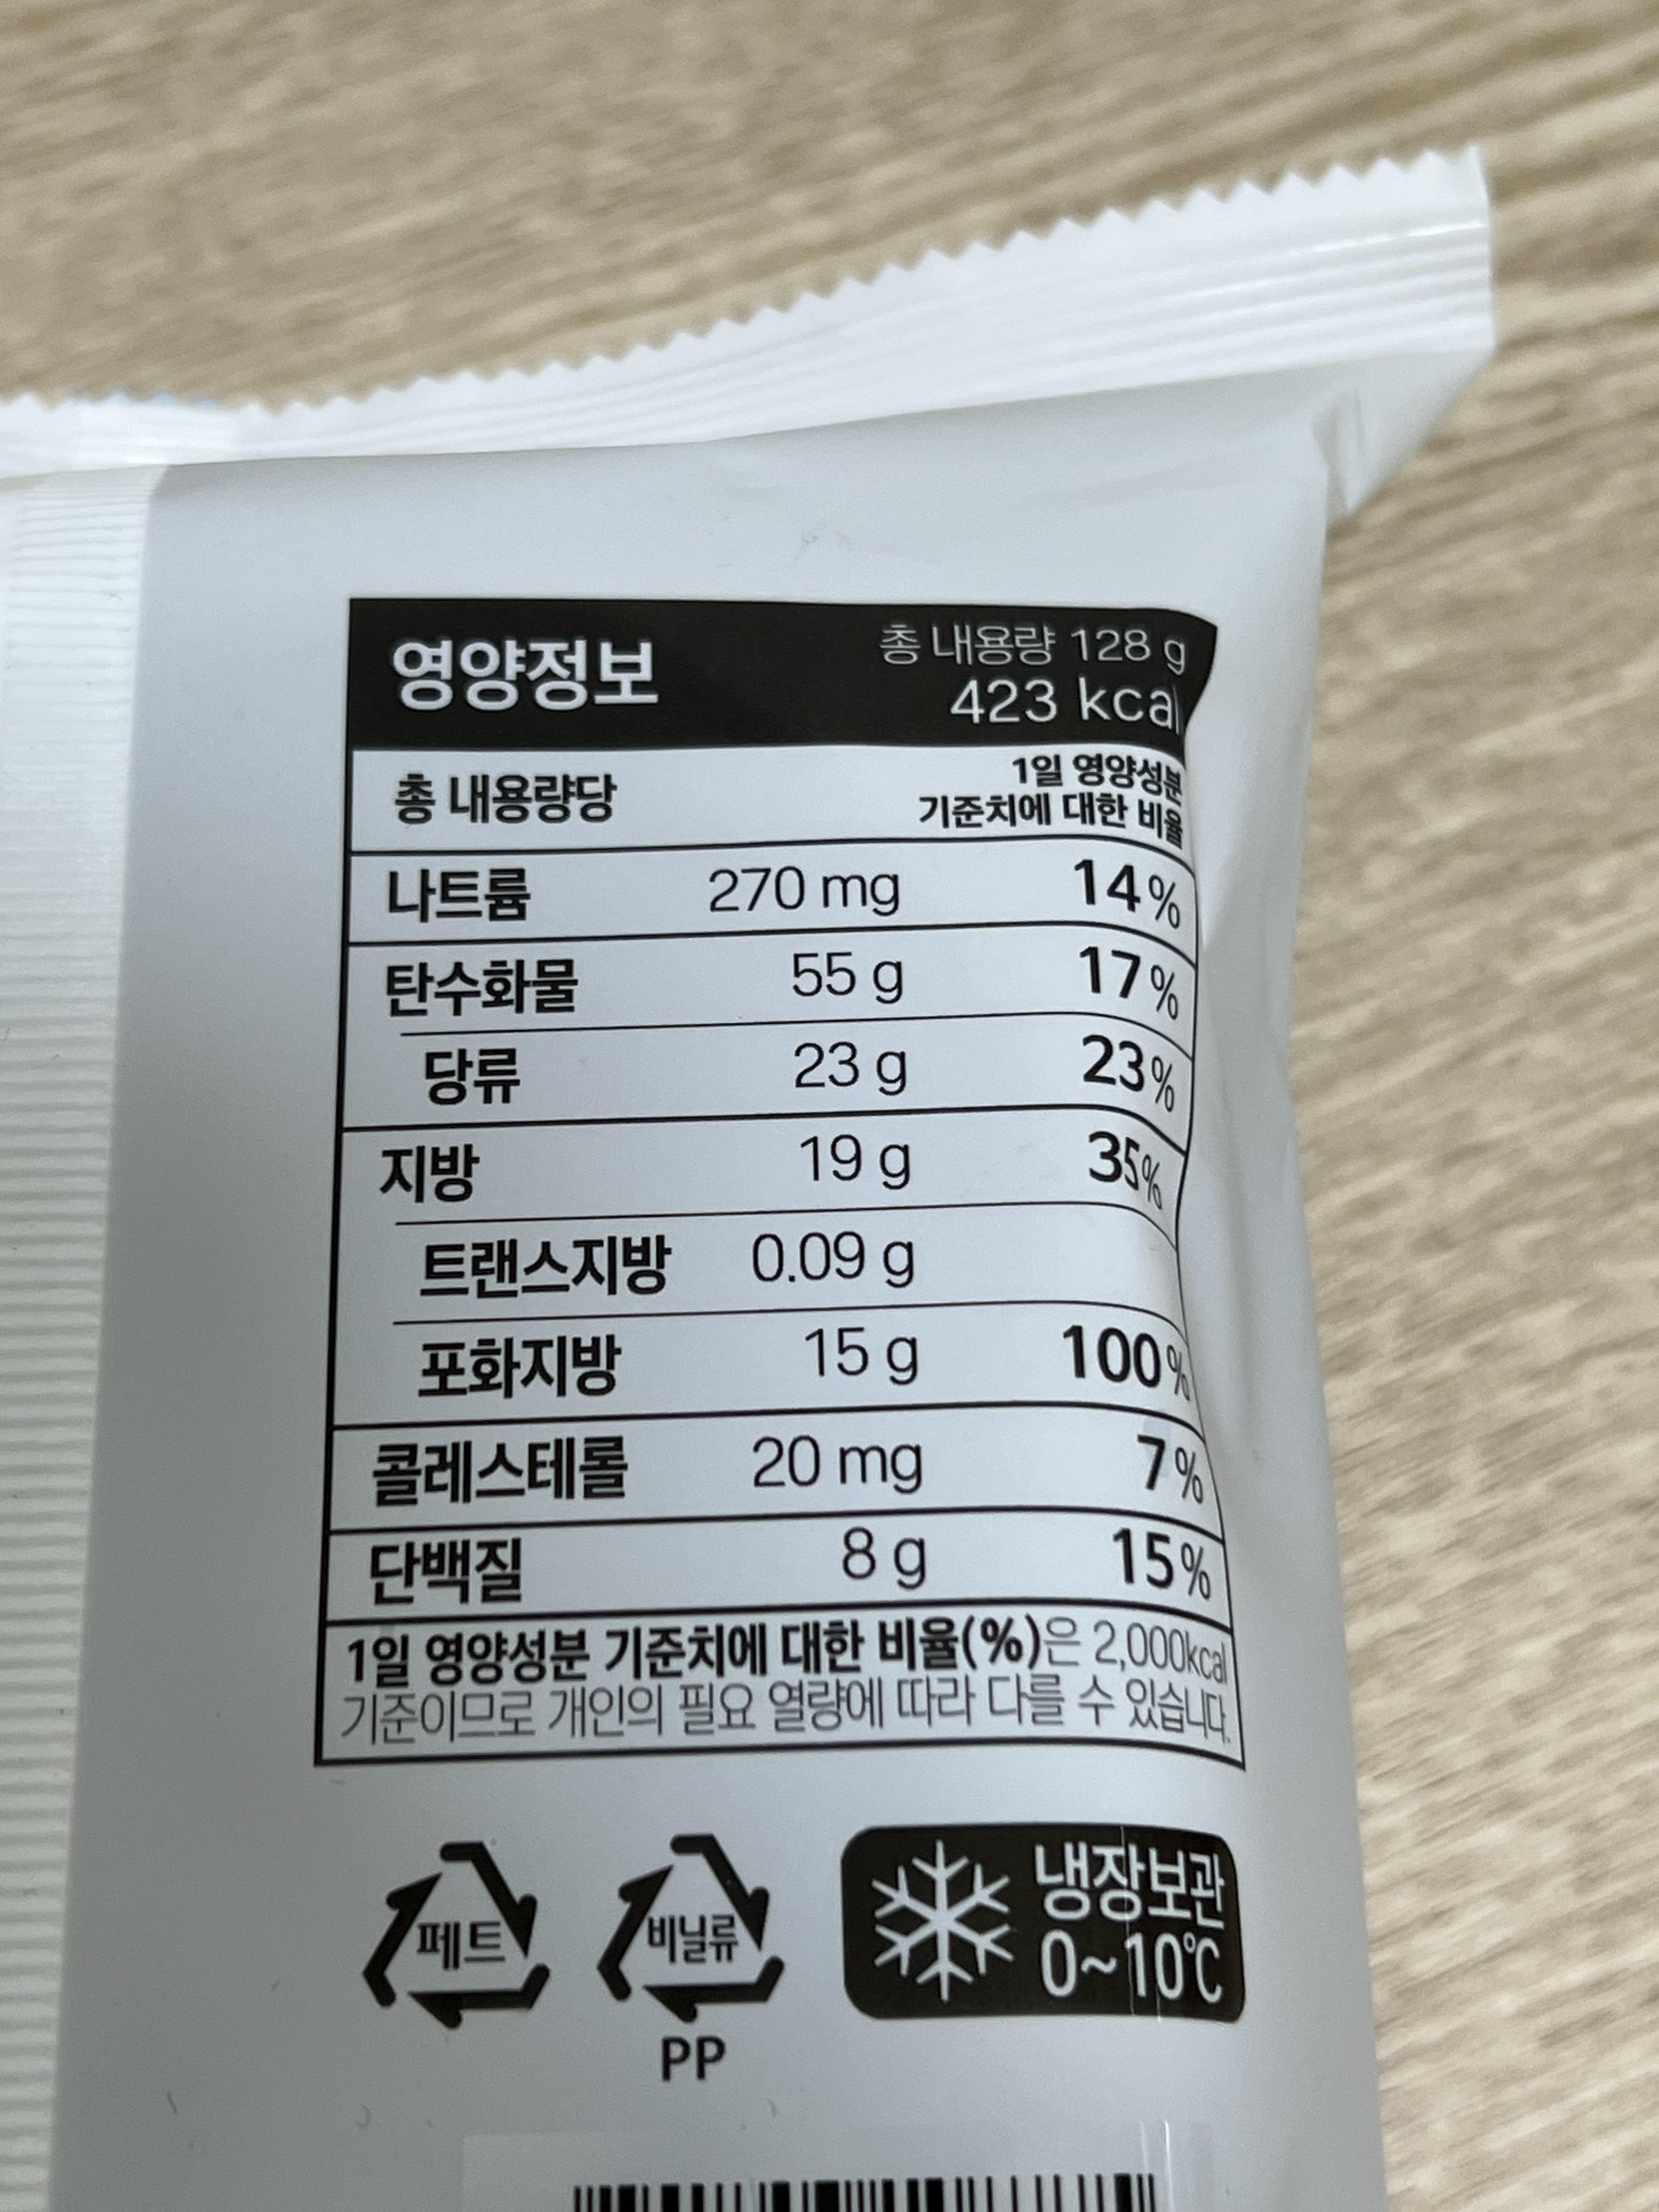 영양정보
총 내용량 128 g
423 kcal
총 내용량당
1일 영양성분
기준치에 대한 비율
나트륨 270 mg 14%
탄수화물 55 g 17%
당류 23 g 23%
지방 19 g 35%
트랜스지방 0.09 g
포화지방 15 g 100%
콜레스테롤 20 mg 7%
단백질 8 g 15%
1일 영양성분 기준치에 대한 비율(%)은 2,000kcal
기준이므로 개인의 필요 열량에 따라 다를 수 있습니다.
페트
비닐류
PP
냉장보관
0~10℃